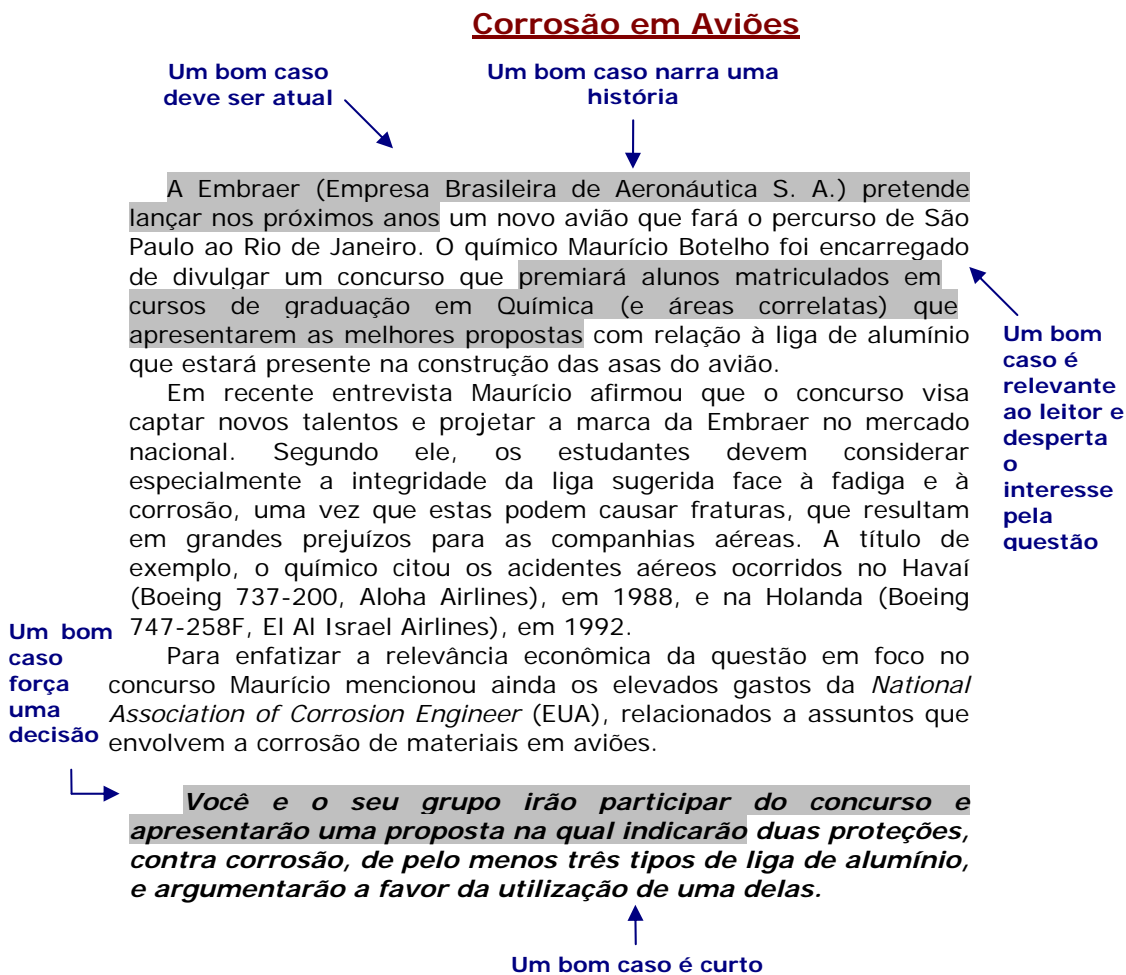 Corrosão em Aviões
Um bom caso
deve ser atual
Um bom caso narra uma
história
A Embraer (Empresa Brasileira de Aeronáutica S. A.) pretende
lançar nos próximos anos um novo avião que fará o percurso de São
Paulo ao Rio de Janeiro. O químico Maurício Botelho foi encarregado
de divulgar um concurso que premiará alunos matriculados em
cursos de graduação em Química (e áreas correlatas) que
apresentarem as melhores propostas com relação à liga de alumínio
que estará presente na construção das asas do avião.
Um bom
caso é
relevante
ao leitor e
desperta
o
interesse
pela
questão
Em recente entrevista Maurício afirmou que o concurso visa
captar novos talentos e projetar a marca da Embraer no mercado
nacional. Segundo ele, os estudantes devem considerar
especialmente a integridade da liga sugerida face à fadiga e à
corrosão, uma vez que estas podem causar fraturas, que resultam
em grandes prejuízos para as companhias aéreas. A título de
exemplo, o químico citou os acidentes aéreos ocorridos no Havaí
(Boeing 737-200, Aloha Airlines), em 1988, e na Holanda (Boeing
747-258F, El Al Israel Airlines), em 1992.
Um bom
caso
força
uma
decisão
Para enfatizar a relevância econômica da questão em foco no
concurso Maurício mencionou ainda os elevados gastos da National
Association of Corrosion Engineer (EUA), relacionados a assuntos que
envolvem a corrosão de materiais em aviões.
Você e o seu grupo irão participar do concurso e
apresentarão uma proposta na qual indicarão duas proteções,
contra corrosão, de pelo menos três tipos de liga de alumínio,
e argumentarão a favor da utilização de uma delas.
Um bom caso é curto